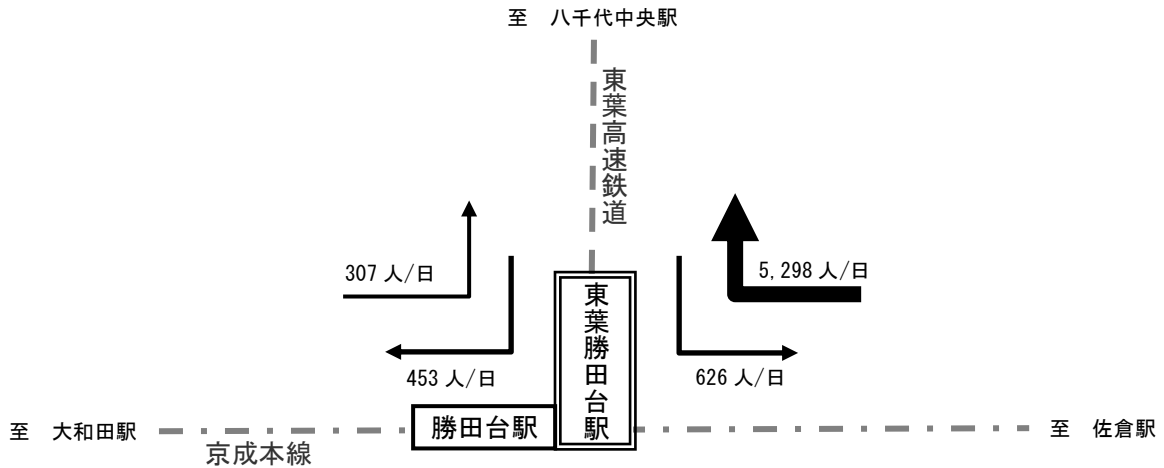 至 八千代中央駅
東葉高速鉄道
307 人/日
5,298 人/日
453 人/日
626 人/日
東葉勝田台駅
勝田台駅
至 大和田駅
京成本線
至 佐倉駅